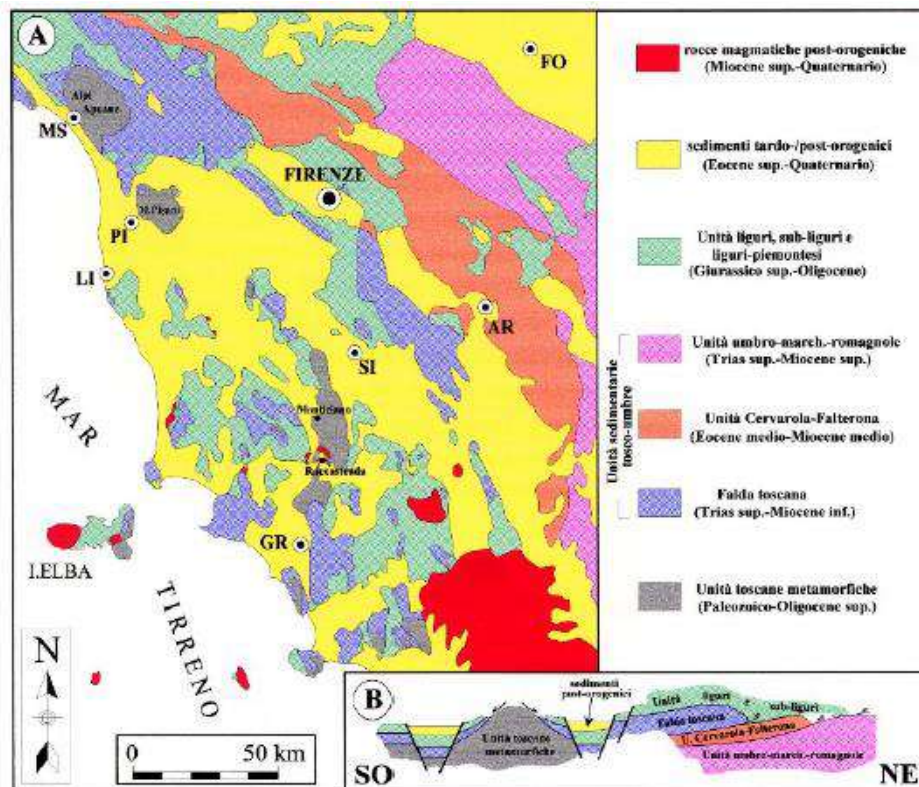 A
Alpi
Apuane
MS
FO
FIRENZE
M.Pisani
PI
LI
AR
SI
Monticiano
Roccastrada
GR
MAR
TIRRENO
I.ELBA
N
0 50 km
rocce magmatiche post-orogeniche
(Miocene sup.-Quaternario)
sedimenti tardo-/post-orogenici
(Eocene sup.-Quaternario)
Unità liguri, sub-liguri e
liguri-piemontesi
(Giurassico sup.-Oligocene)
Unità umbro-march.-romagnole
(Trias sup.-Miocene sup.)
Unità Cervarola-Falterona
(Eocene medio-Miocene medio)
Falda toscana
(Trias sup.-Miocene inf.)
Unità toscane metamorfiche
(Paleozoico-Oligocene sup.)
Unità sedimentarie
tosco-umbro
B
sedimenti
post-orogenici
Unità liguri e sub-liguri
Falda toscana
U. Cervarola-Falterona
Unità toscane
metamorfiche
Unità umbro-march.-romagnole
SO
NE